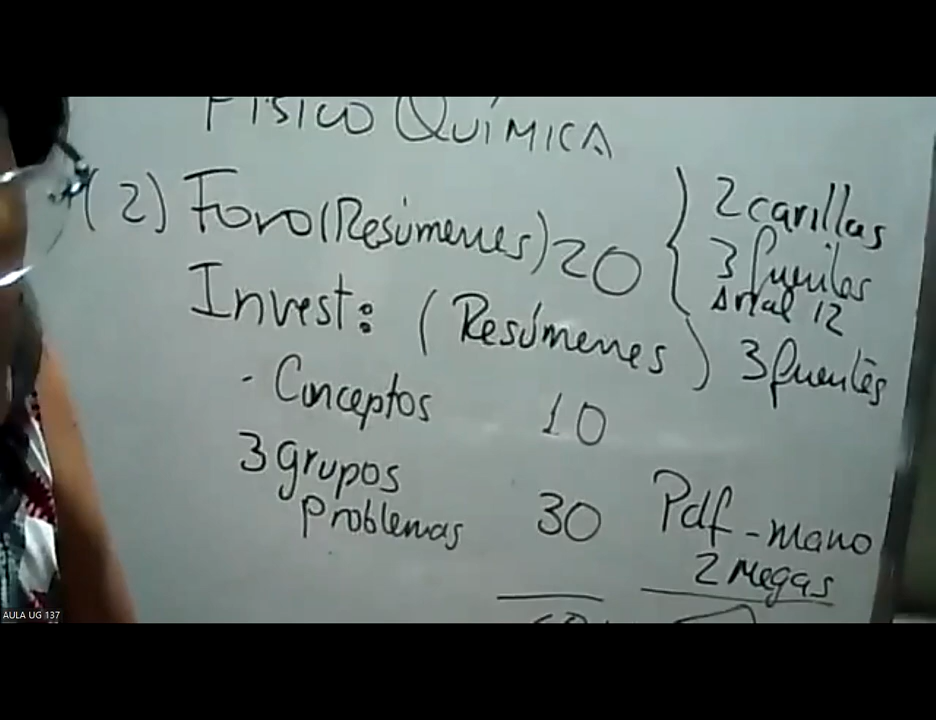 FISICO QUÍMICA
(2) Foro (Resúmenes) 20
2 carillas
3 fuentes
Arial 12
Invest: (Resúmenes) 3 fuentes
- Conceptos 10
3 grupos
Problemas 30
Pdf - mano
2 Megas
AULA UG 137